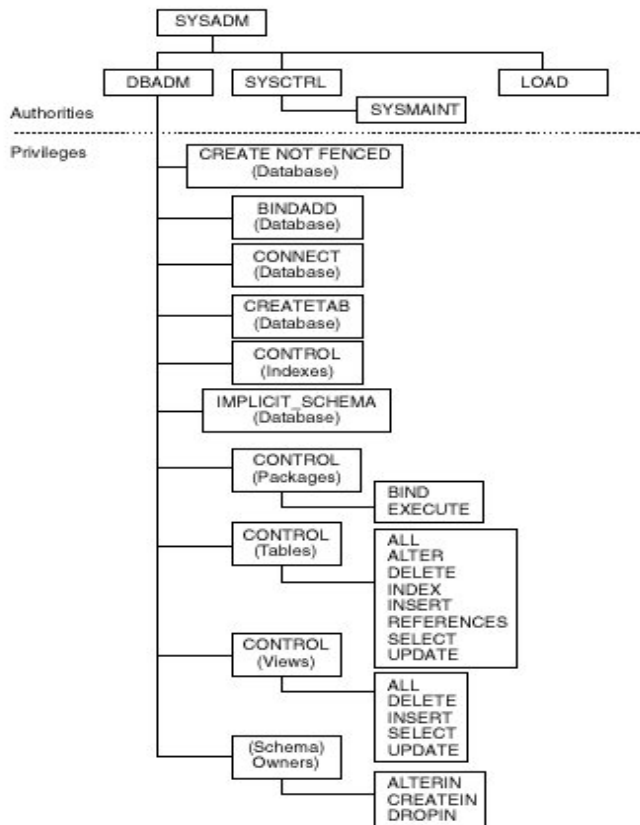 SYSADM
DBADM
SYSCTRL
LOAD
SYSMAINT
Authorities
Privileges
CREATE NOT FENCED
(Database)
BINDADD
(Database)
CONNECT
(Database)
CREATETAB
(Database)
CONTROL
(Indexes)
IMPLICIT_SCHEMA
(Database)
CONTROL
(Packages)
BIND
EXECUTE
CONTROL
(Tables)
ALL
ALTER
DELETE
INDEX
INSERT
REFERENCES
SELECT
UPDATE
CONTROL
(Views)
ALL
DELETE
INSERT
SELECT
UPDATE
(Schema)
Owners)
ALTERIN
CREATEIN
DROPIN